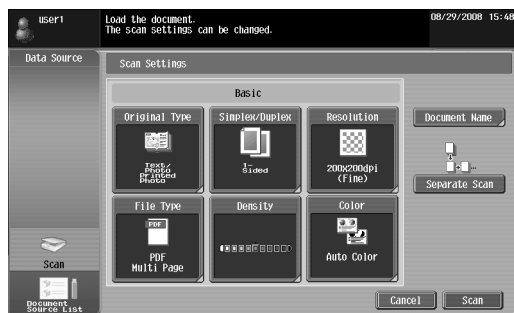 user1
Load the document.
The scan settings can be changed.
08/29/2008 15:48
Data Source
Scan Settings
Basic
Original Type
Simplex/Duplex
Resolution
Document Name
Text/
Photo
Printed
Photo
1-
Sided
200x200dpi
(Fine)
Separate Scan
File Type
Density
Color
PDF
PDF
Multi Page
Auto Color
Scan
Document
Source List
Cancel
Scan